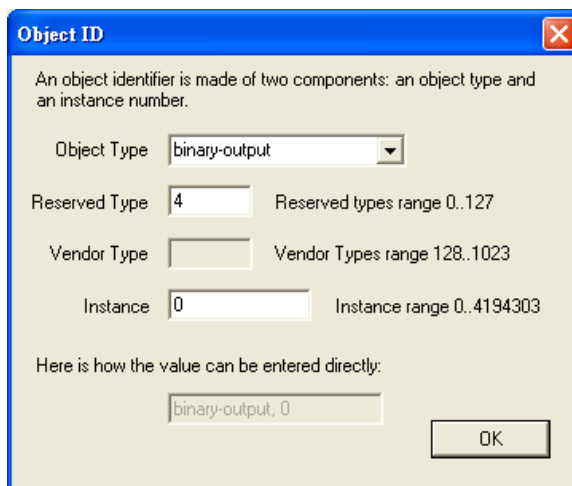 Object ID
An object identifier is made of two components: an object type and
an instance number.
Object Type binary-output
Reserved Type 4 Reserved types range 0..127
Vendor Type Vendor Types range 128..1023
Instance 0 Instance range 0..4194303
Here is how the value can be entered directly:
binary-output, 0
OK